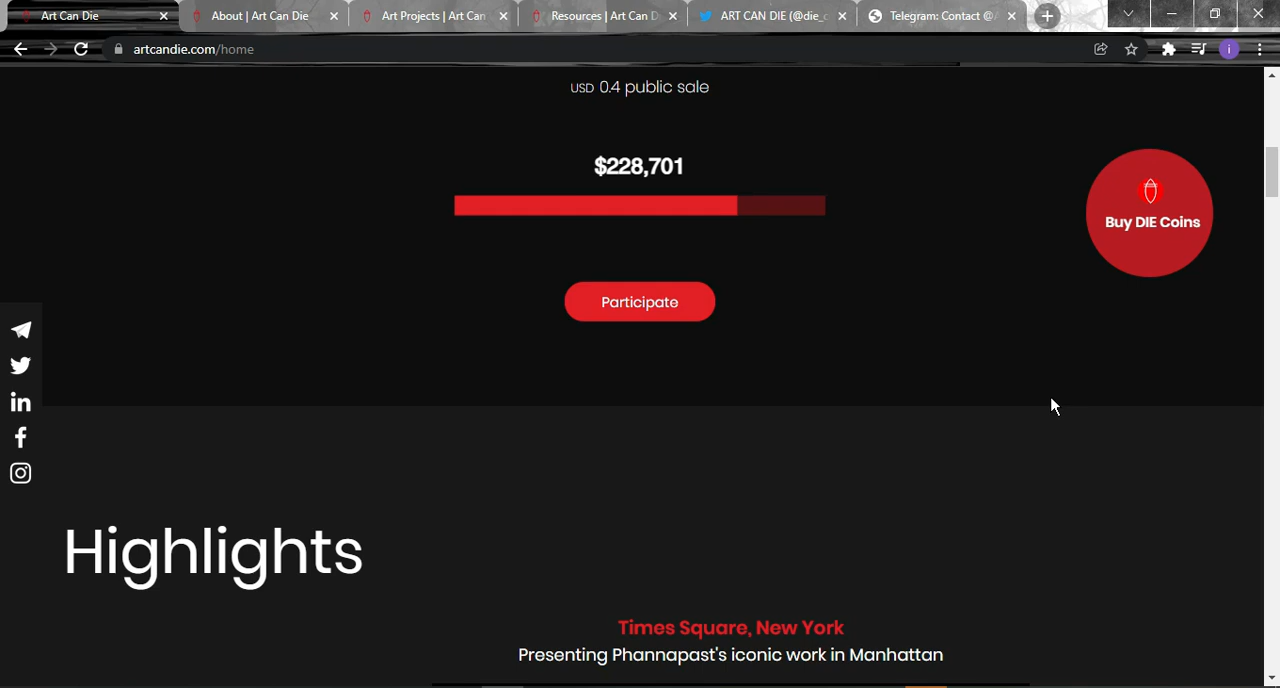 Art Can Die
About | Art Can Die
Art Projects | Art Can
Resources | Art Can D
ART CAN DIE (@die_
Telegram: Contact @
artcandie.com/home
i
USD 0.4 public sale
$228,701
Buy DIE Coins
Participate
Highlights
Times Square, New York
Presenting Phannapast's iconic work in Manhattan